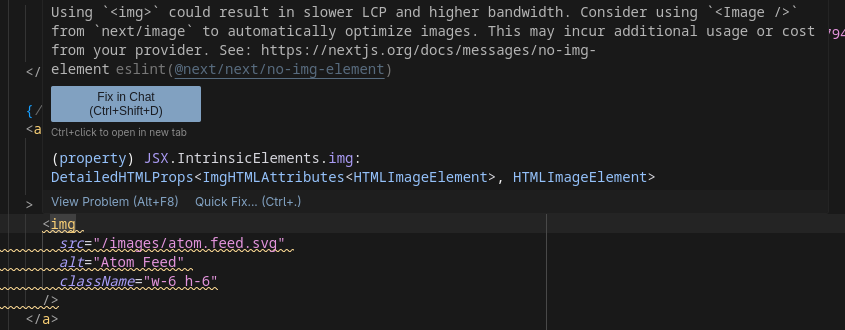 Using `<img>` could result in slower LCP and higher bandwidth. Consider using `<Image />`
from `next/image` to automatically optimize images. This may incur additional usage or cost
794
from your provider. See: https://nextjs.org/docs/messages/no-img-
element eslint(@next/next/no-img-element)
</
Fix in Chat
(Ctrl+Shift+D)
{/
<a
Ctrl+click to open in new tab
(property) JSX.IntrinsicElements.img:
DetailedHTMLProps<ImgHTMLAttributes<HTMLImageElement>, HTMLImageElement>
View Problem (Alt+F8) Quick Fix... (Ctrl+.)
>
<img
src="/images/atom.feed.svg"
alt="Atom Feed"
className="w-6 h-6"
/>
</a>